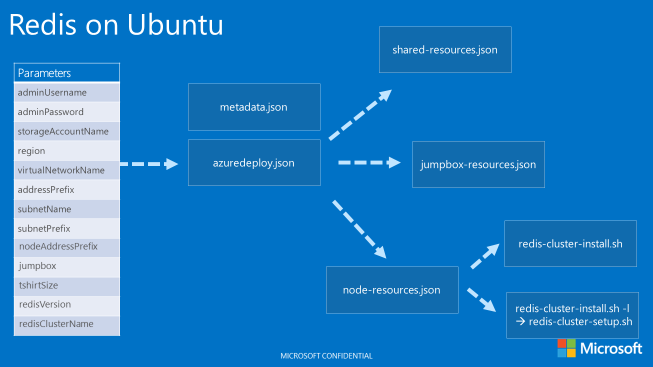 Redis on Ubuntu
Parameters
adminUsername
adminPassword
storageAccountName
region
virtualNetworkName
addressPrefix
subnetName
subnetPrefix
nodeAddressPrefix
jumpbox
tshirtSize
redisVersion
redisClusterName
metadata.json
azuredeploy.json
shared-resources.json
jumpbox-resources.json
node-resources.json
redis-cluster-install.sh
redis-cluster-install.sh -l
→ redis-cluster-setup.sh
Microsoft
MICROSOFT CONFIDENTIAL